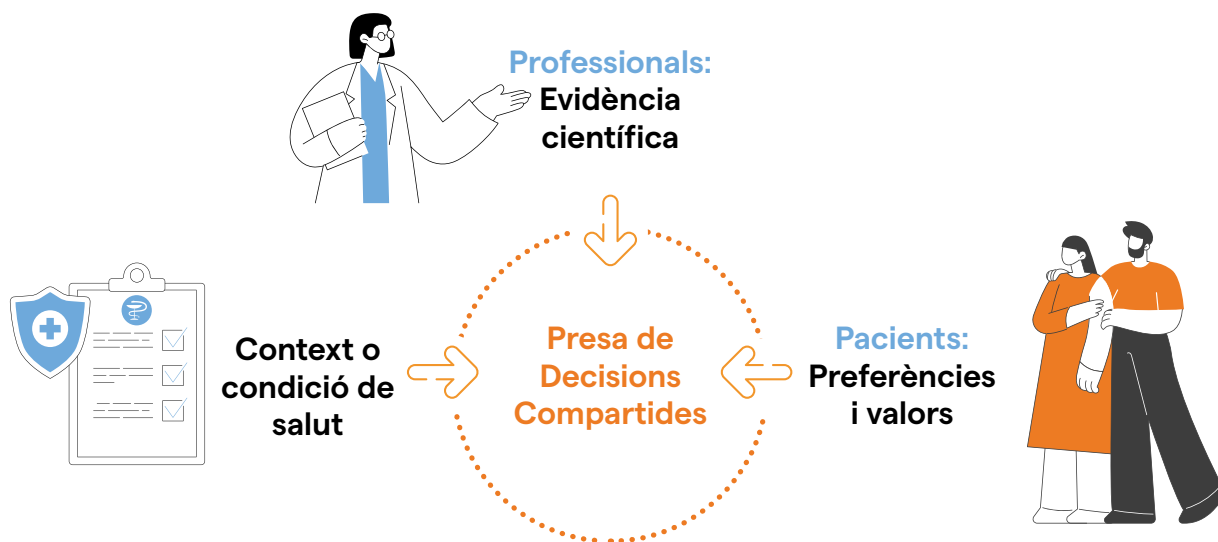 Professionals:
Evidència
científica
Context o
condició de
salut
Presa de
Decisions
Compartides
Pacients:
Preferències
i valors